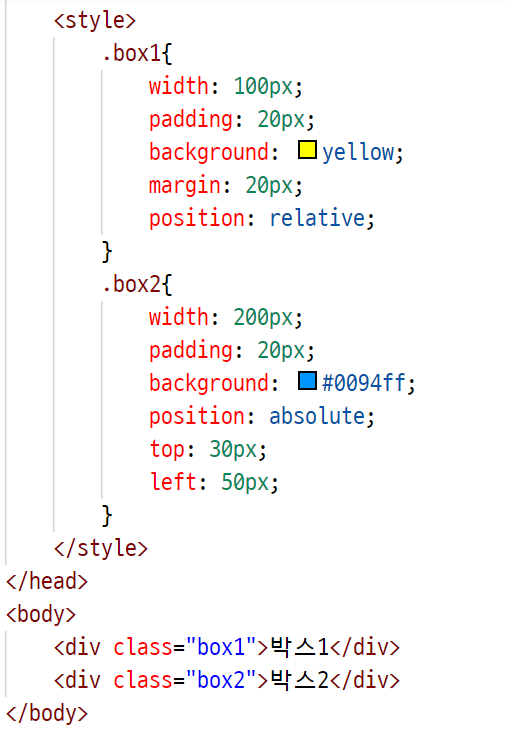 <style>
.box1{
width: 100px;
padding: 20px;
background: yellow;
margin: 20px;
position: relative;
}
.box2{
width: 200px;
padding: 20px;
background: #0094ff;
position: absolute;
top: 30px;
left: 50px;
}
</style>
</head>
<body>
<div class="box1">박스1</div>
<div class="box2">박스2</div>
</body>